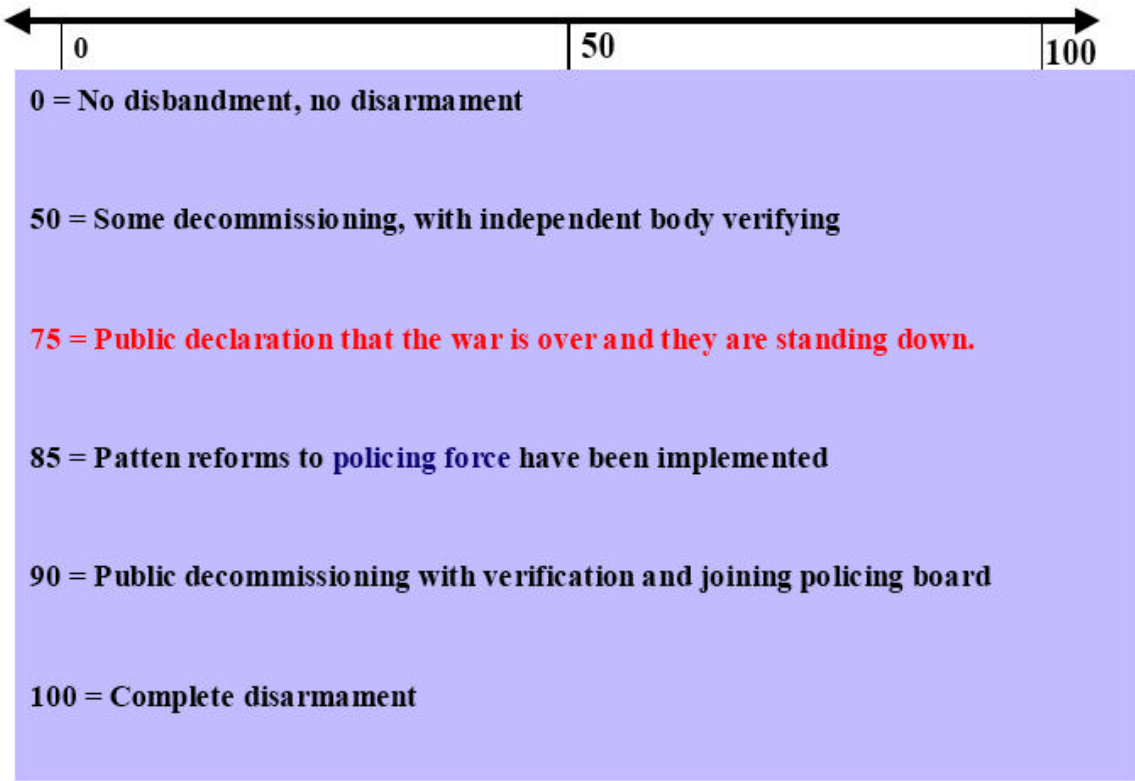 0 50 100
0 = No disbandment, no disarmament
50 = Some decommissioning, with independent body verifying
75 = Public declaration that the war is over and they are standing down.
85 = Patten reforms to policing force have been implemented
90 = Public decommissioning with verification and joining policing board
100 = Complete disarmament